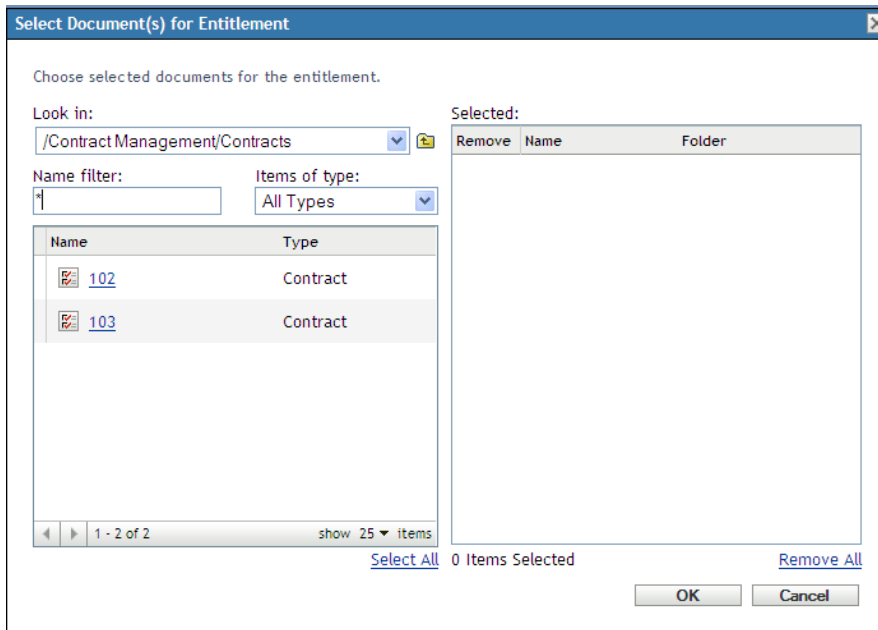 Select Document(s) for Entitlement
Choose selected documents for the entitlement.
Look in:
/Contract Management/Contracts
Name filter:
Items of type:
*
All Types
Name Type
102 Contract
103 Contract
1 - 2 of 2 show 25 items
Select All
Selected:
Remove Name Folder
0 Items Selected Remove All
OK Cancel